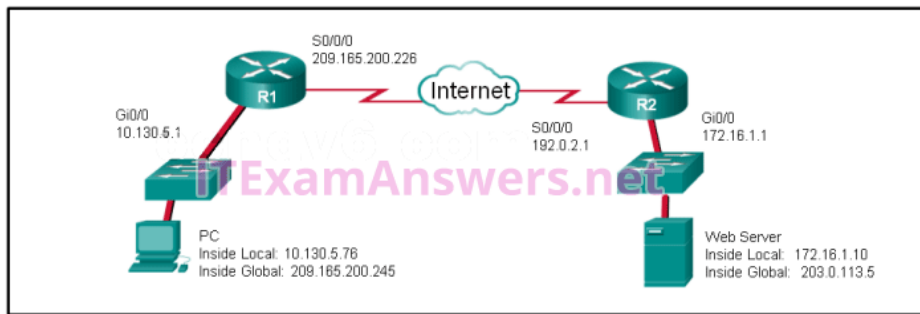 S0/0/0
209.165.200.226
R1
Internet
R2
Gi0/0
10.130.5.1
S0/0/0
192.0.2.1
Gi0/0
172.16.1.1
ITExamAnswers.net
PC
Inside Local: 10.130.5.76
Inside Global: 209.165.200.245
Web Server
Inside Local: 172.16.1.10
Inside Global: 203.0.113.5